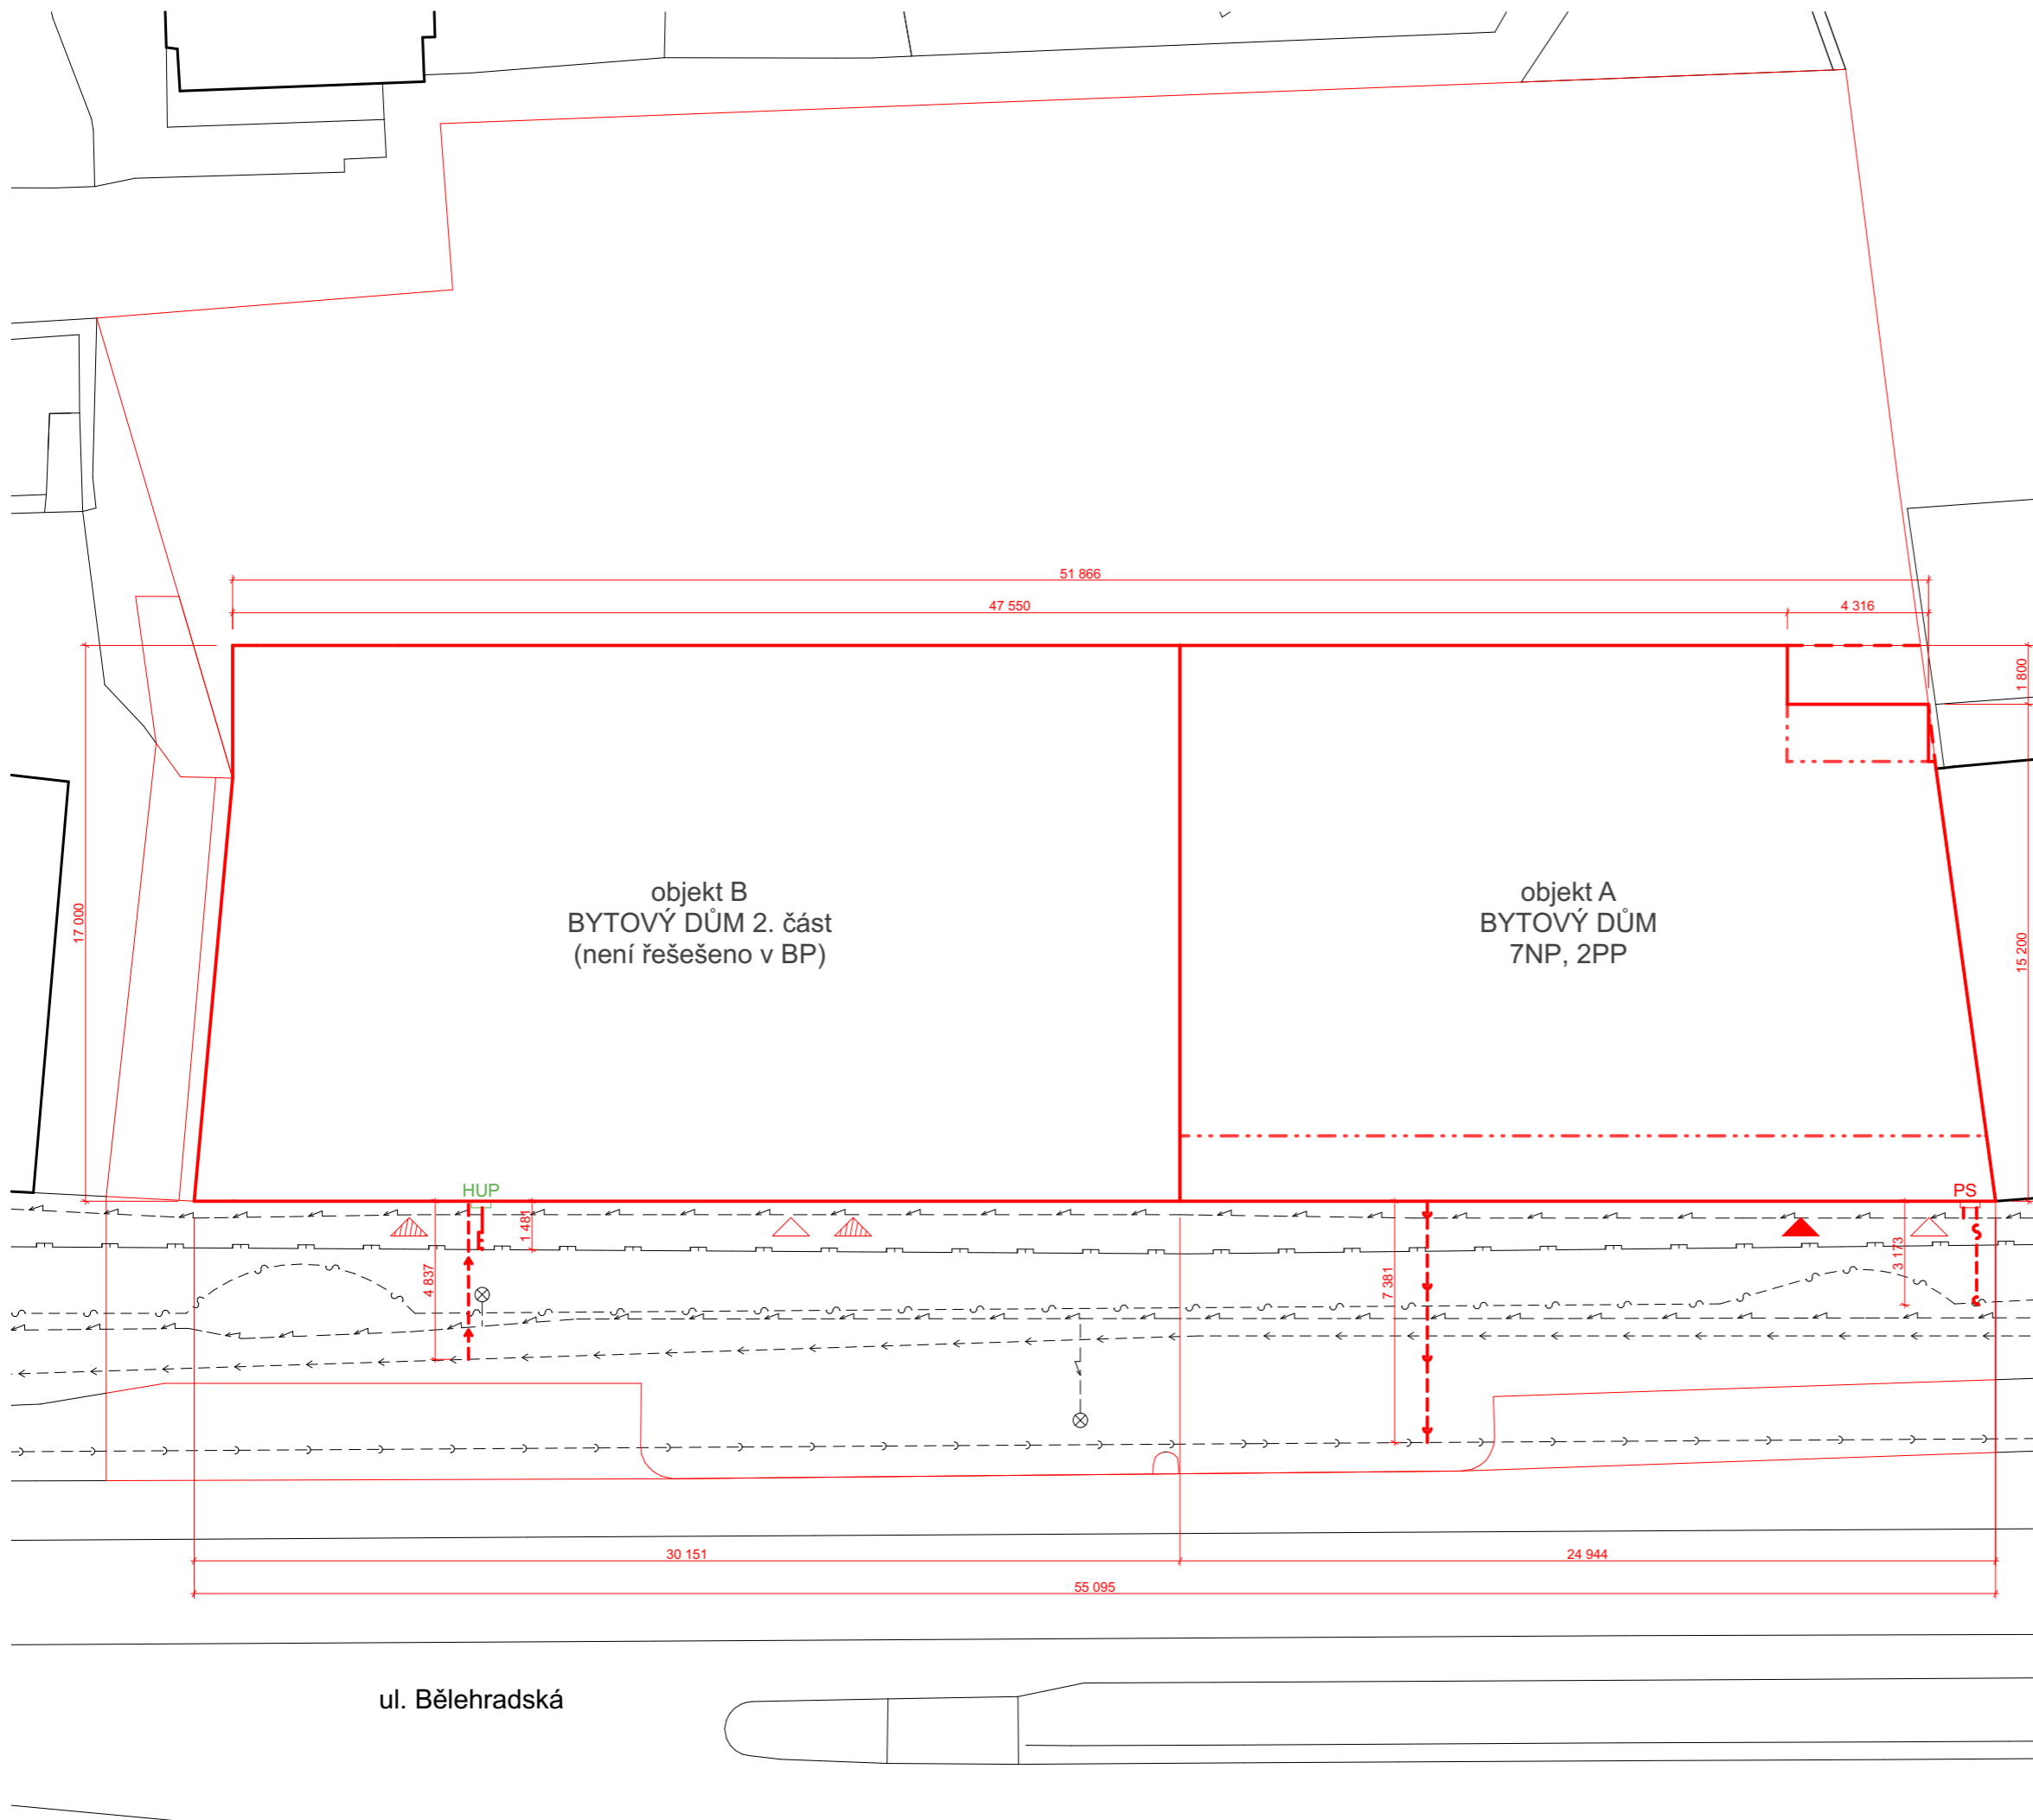 51 866
47 550
4 316
1 800
17 000
15 200
objekt B
BYTOVÝ DŮM 2. část
(není řešešeno v BP)
objekt A
BYTOVÝ DŮM
7NP, 2PP
HUP
PS
1 481
4 837
7 381
3 173
30 151
24 944
55 095
ul. Bělehradská